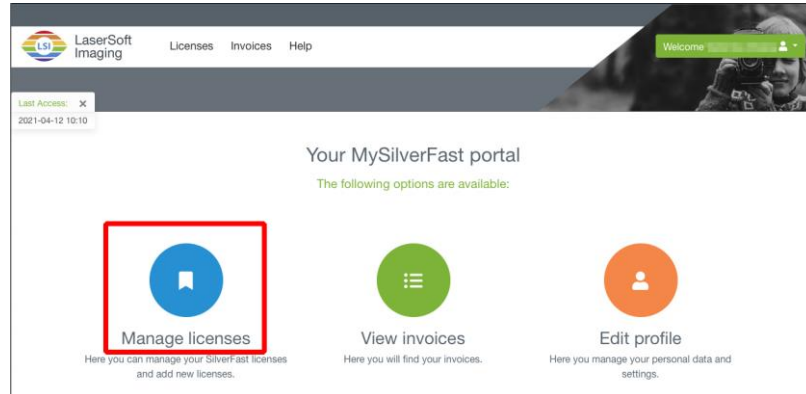 LSI
LaserSoft
Imaging
Licenses Invoices Help
Welcome
Last Access: X
2021-04-12 10:10
Your MySilverFast portal
The following options are available:
Manage licenses
Here you can manage your SilverFast licenses
and add new licenses.
View invoices
Here you will find your invoices.
Edit profile
Here you manage your personal data and
settings.